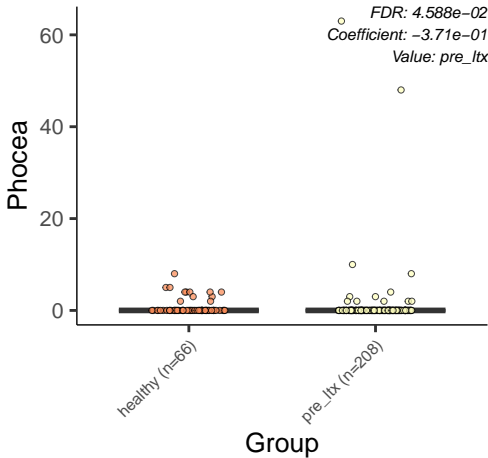 FDR: 4.588e−02
Coefficient: −3.71e−01
Value: pre_ltx
60
40
20
0
Phocea
healthy (n=66)
pre_ltx (n=208)
Group